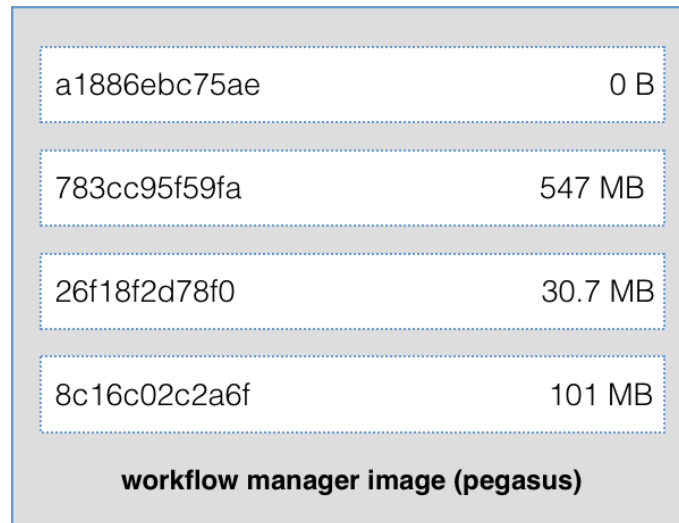 a1886ebc75ae 0 B
783cc95f59fa 547 MB
26f18f2d78f0 30.7 MB
8c16c02c2a6f 101 MB
workflow manager image (pegasus)